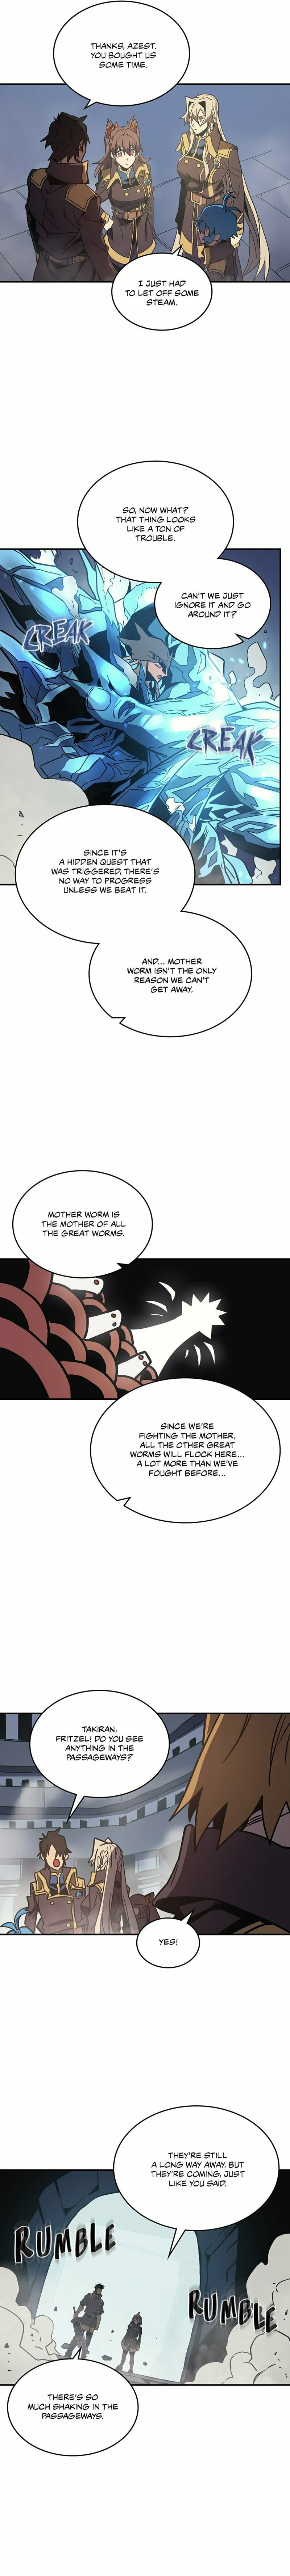 THANKS, AZEST.
YOU BOUGHT US
SOME TIME.
I JUST HAD
TO LET OFF SOME
STEAM.
SO, NOW WHAT?
THAT THING LOOKS
LIKE A TON OF
TROUBLE.
CAN'T WE JUST
IGNORE IT AND GO
AROUND IT?
CREAK
CREAK
SINCE IT'S
A HIDDEN QUEST THAT
WAS TRIGGERED, THERE'S
NO WAY TO PROGRESS
UNLESS WE BEAT IT.
AND... MOTHER
WORM ISN'T THE ONLY
REASON WE CAN'T
GET AWAY.
MOTHER WORM IS
THE MOTHER OF ALL
THE GREAT WORMS.
SINCE WE'RE
FIGHTING THE MOTHER,
ALL THE OTHER GREAT
WORMS WILL FLOCK HERE...
A LOT MORE THAN WE'VE
FOUGHT BEFORE...
TAKIRAN,
FRITZEL! DO YOU SEE
ANYTHING IN THE
PASSAGEWAYS?
YES!
THEY'RE STILL
A LONG WAY AWAY, BUT
THEY'RE COMING, JUST
LIKE YOU SAID.
RUMBLE
RUMBLE
THERE'S SO
MUCH SHAKING IN THE
PASSAGEWAYS.